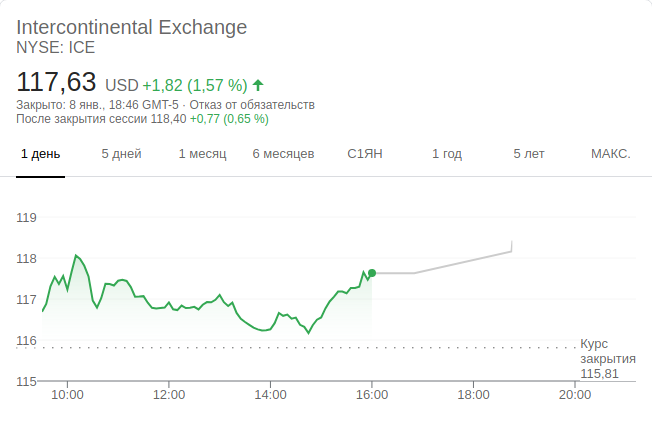 Intercontinental Exchange
NYSE: ICE
117,63 USD +1,82 (1,57 %)
Закрыто: 8 янв., 18:46 GMT-5 · Отказ от обязательств
После закрытия сессии 118,40 +0,77 (0,65 %)
1 день 5 дней 1 месяц 6 месяцев С1ЯН 1 год 5 лет МАКС.
119
118
117
116
Курс
закрытия
115,81
115
10:00 12:00 14:00 16:00 18:00 20:00